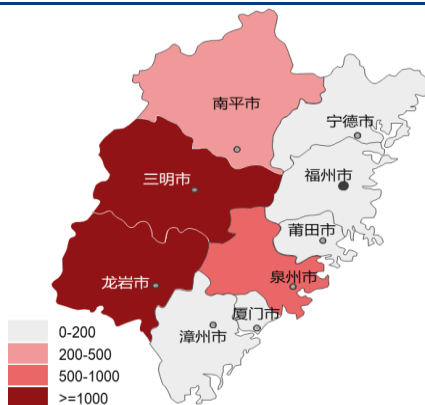 南平市
宁德市
三明市
福州市
莆田市
龙岩市
泉州市
厦门市
漳州市
0-200
200-500
500-1000
>=1000